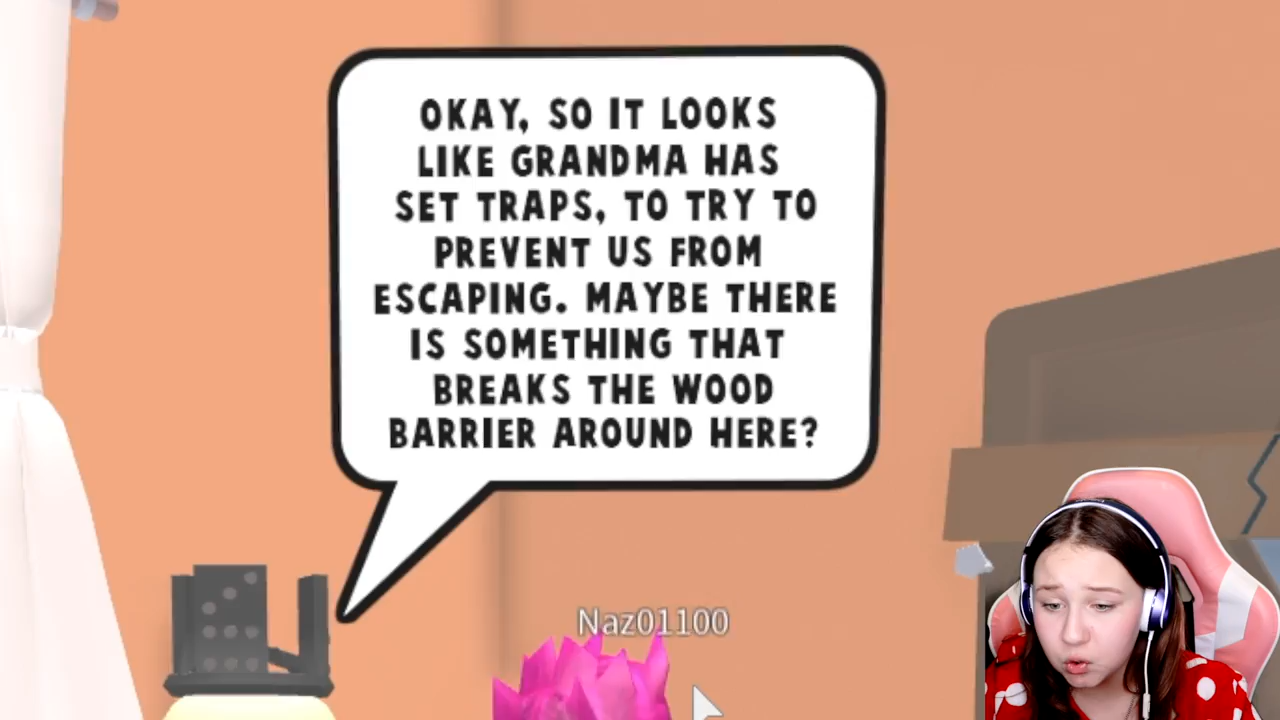 OKAY, SO IT LOOKS
LIKE GRANDMA HAS
SET TRAPS, TO TRY TO
PREVENT US FROM
ESCAPING. MAYBE THERE
IS SOMETHING THAT
BREAKS THE WOOD
BARRIER AROUND HERE?
Naz01100